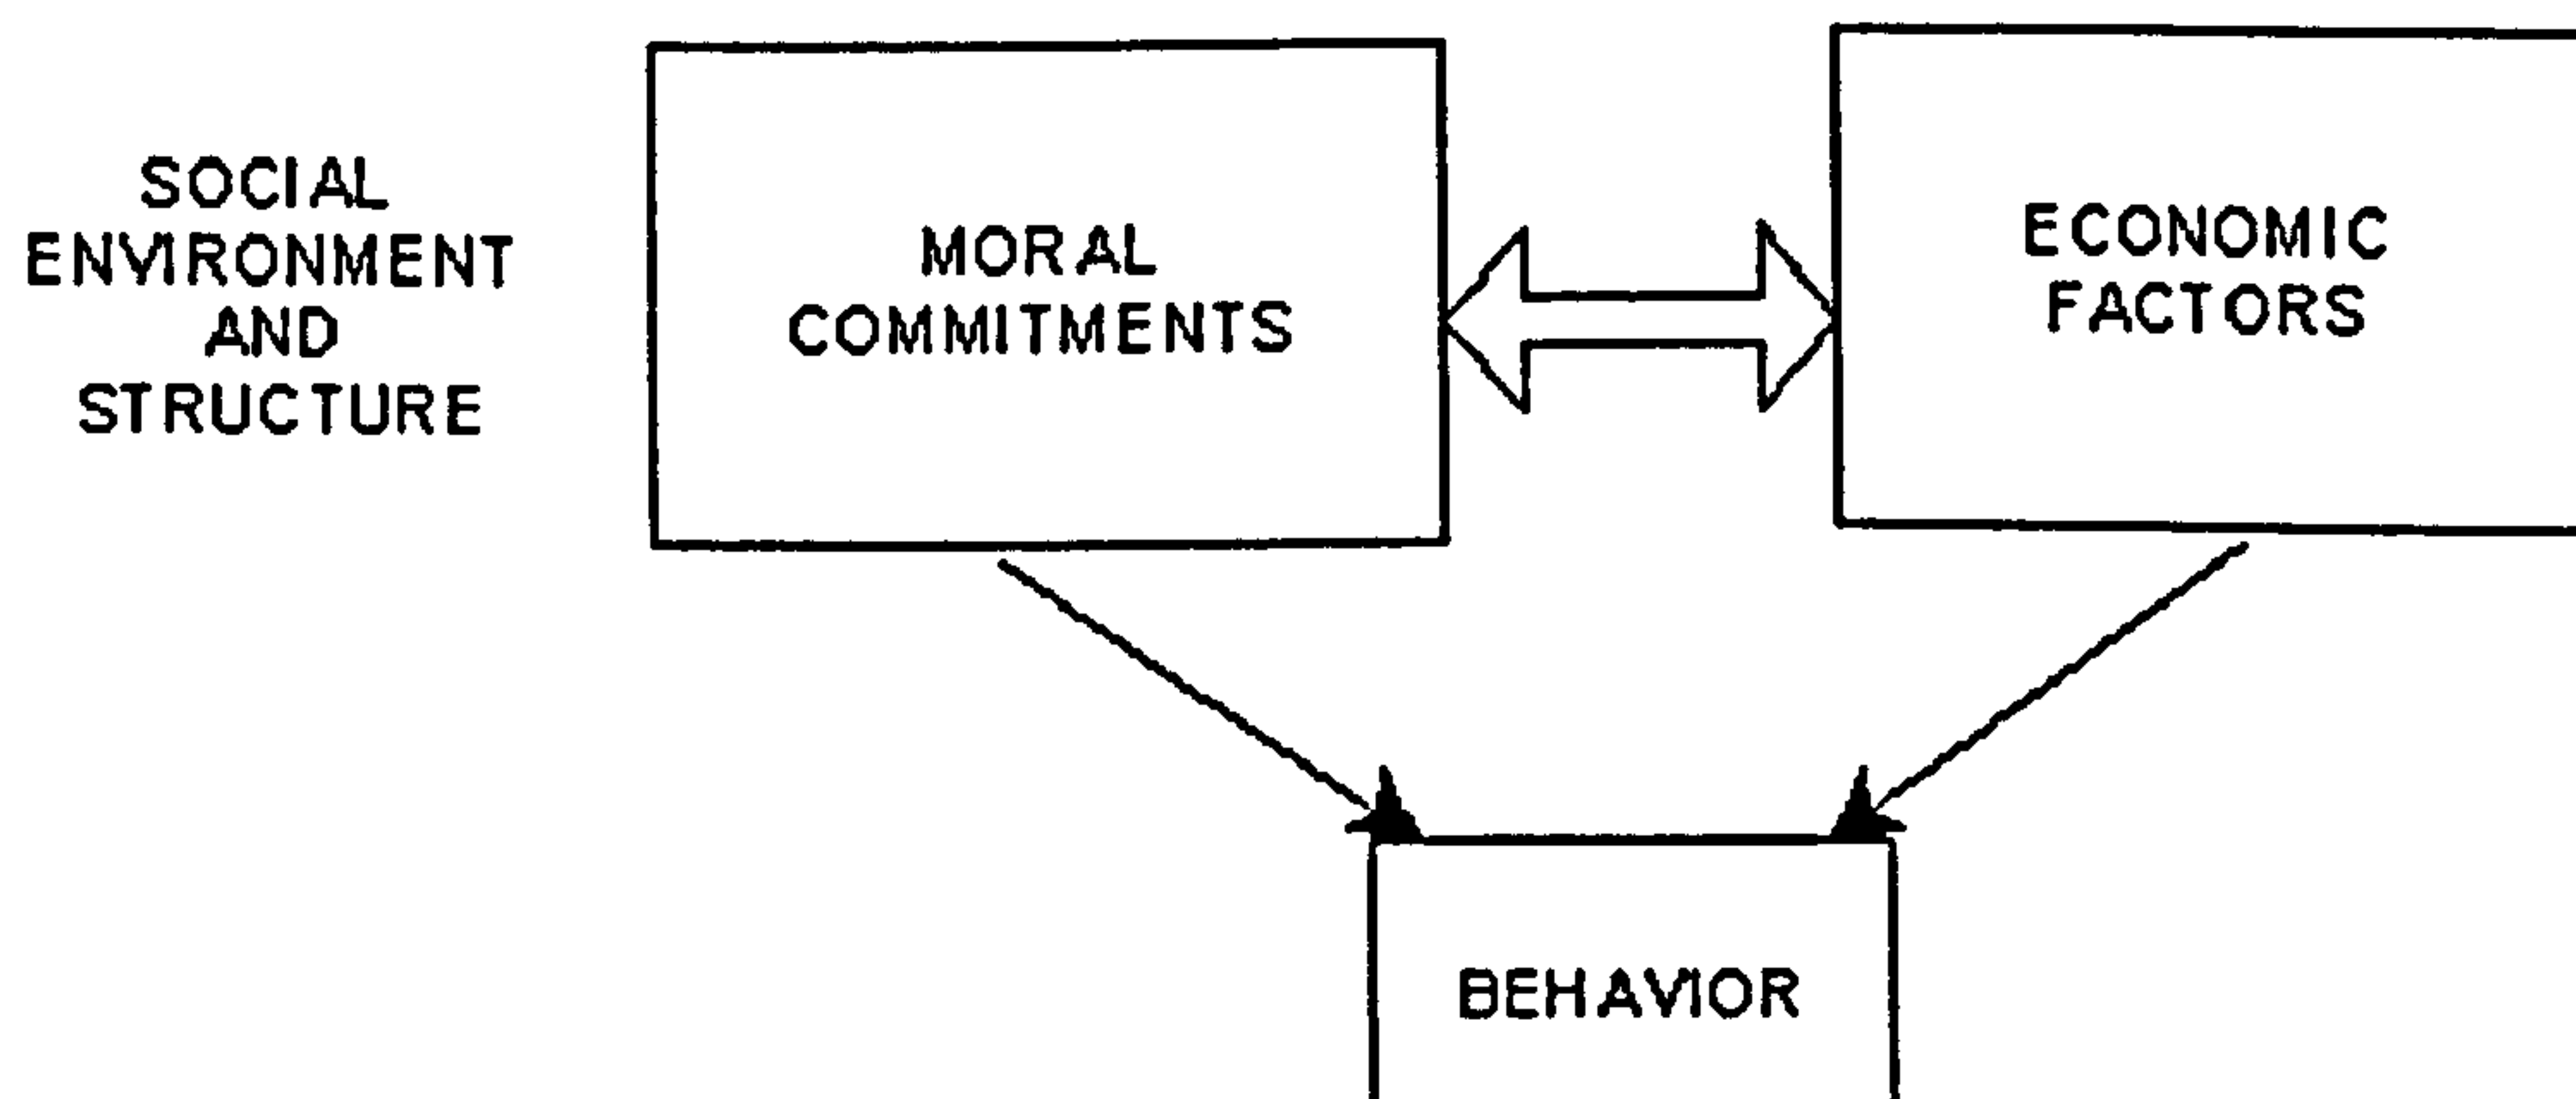 SOCIAL
ENVIRONMENT
AND
STRUCTURE
MORAL
COMMITMENTS
ECONOMIC
FACTORS
BEHAVIOR